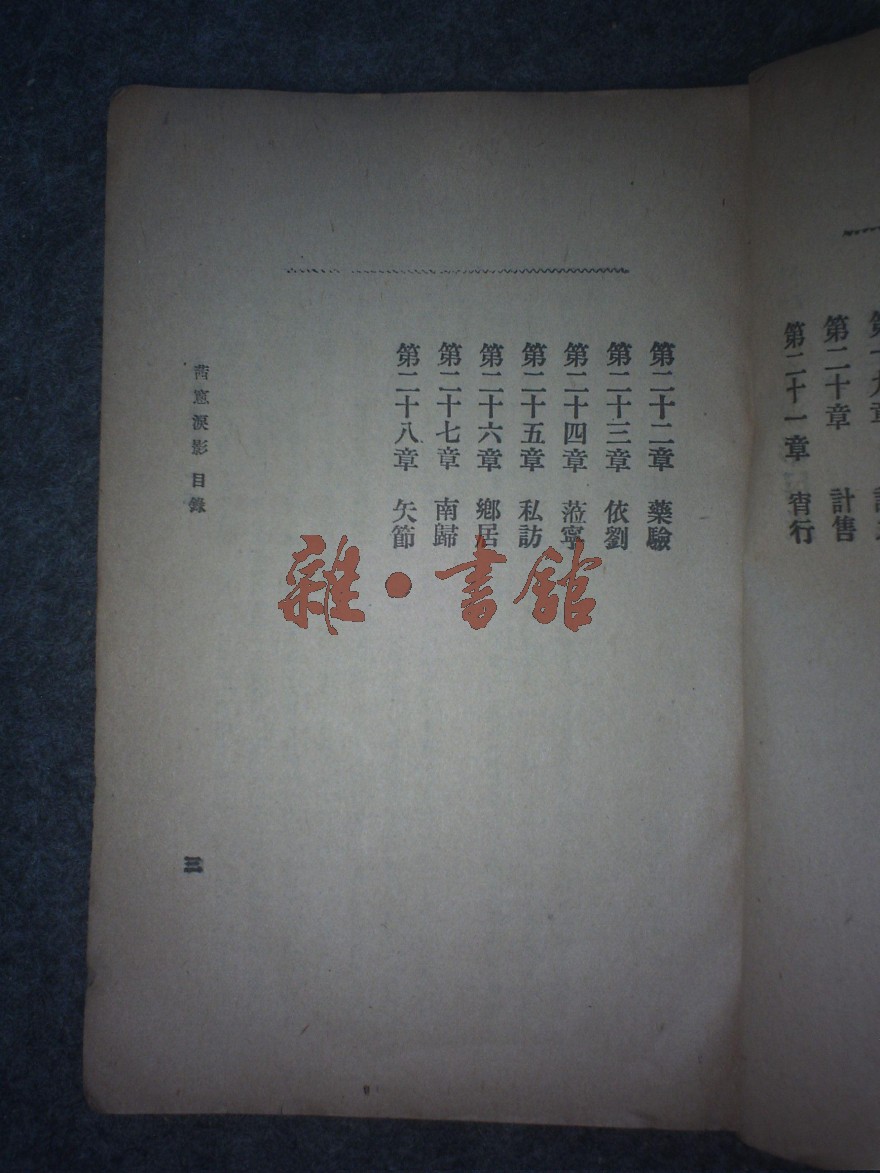 第二十章 計售
第二十一章 宵行
第二十二章 藥驗
第二十三章 依劉
第二十四章 蒞寧
第二十五章 私訪
第二十六章 鄉居
第二十七章 南歸
第二十八章 矢節
窻淚影 目錄
三
雜·書館